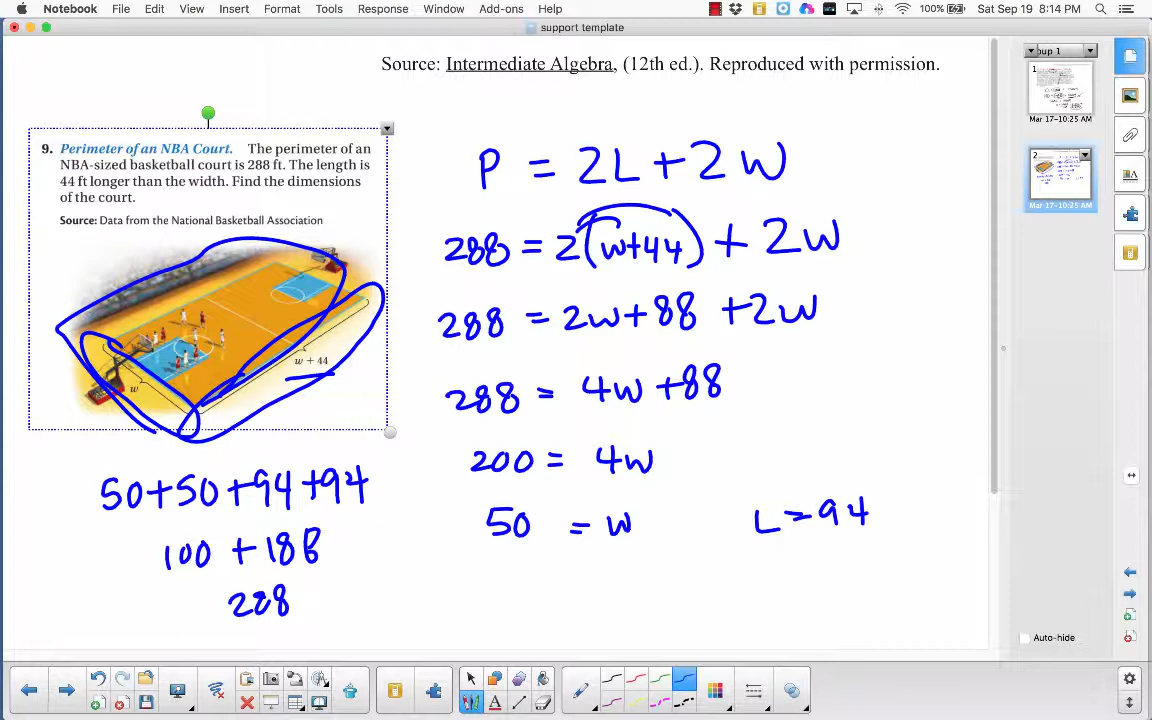 Notebook File Edit View Insert Format Tools Response Window Add-ons Help 100% Sat Sep 19 8:14 PM
support template
Source: Intermediate Algebra, (12th ed.). Reproduced with permission.
9. Perimeter of an NBA Court. The perimeter of an
NBA-sized basketball court is 288 ft. The length is
44 ft longer than the width. Find the dimensions
of the court.
Source: Data from the National Basketball Association
w
w + 44
50+50+94+94
100 + 188
288
P = 2L+2W
288 = 2(w+44) + 2W
288 = 2w+88 +2W
288 = 4w+88
200 = 4w
50 = w L=94
oup 1
1
Mar 17-10:25 AM
2
Mar 17-10:25 AM
Auto-hide